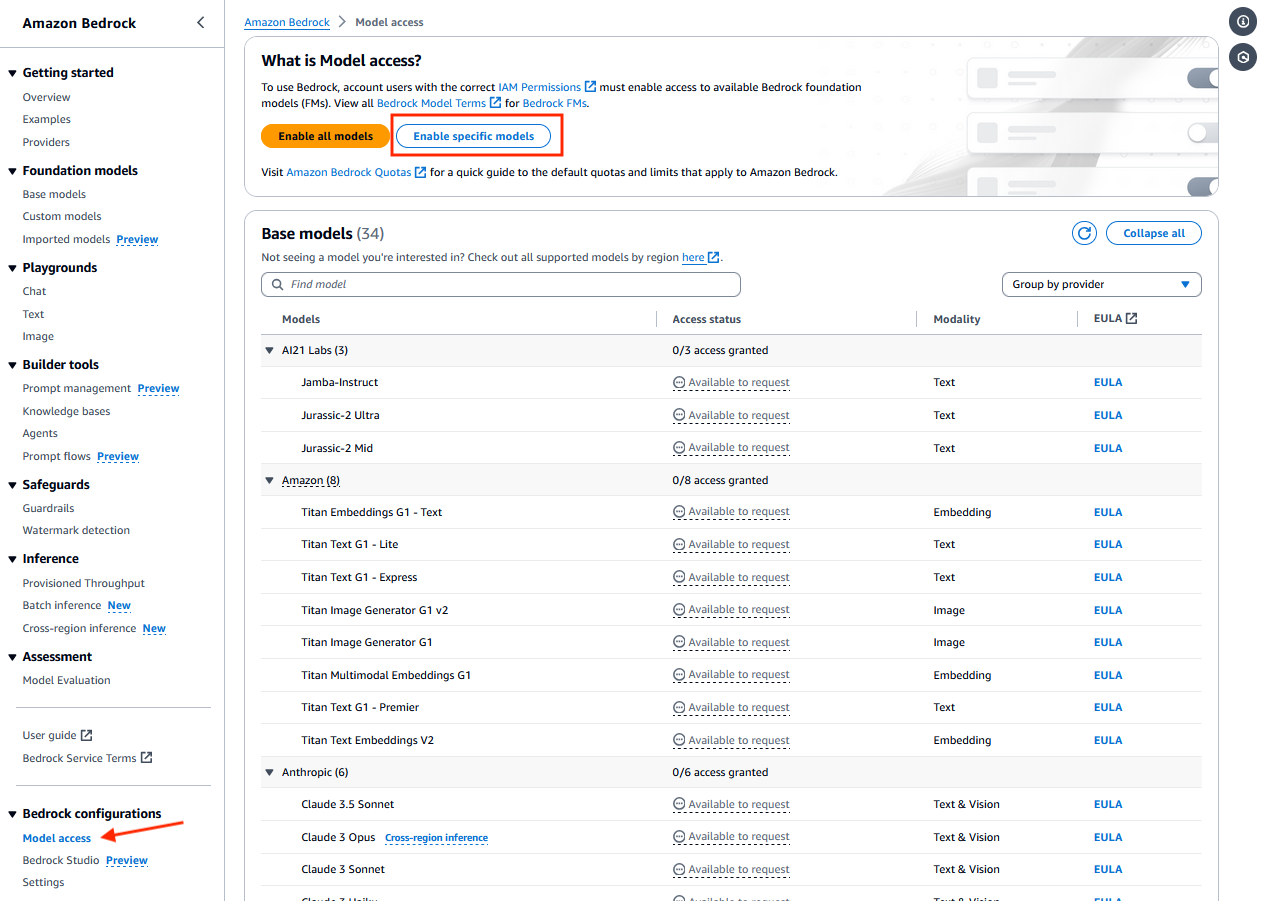 Amazon Bedrock
Getting started
Overview
Examples
Providers
Foundation models
Base models
Custom models
Imported models Preview
Playgrounds
Chat
Text
Image
Builder tools
Prompt management Preview
Knowledge bases
Agents
Prompt flows Preview
Safeguards
Guardrails
Watermark detection
Inference
Provisioned Throughput
Batch inference New
Cross-region inference New
Assessment
Model Evaluation
User guide
Bedrock Service Terms
Bedrock configurations
Model access
Bedrock Studio Preview
Settings
Amazon Bedrock > Model access
What is Model access?
To use Bedrock, account users with the correct IAM Permissions must enable access to available Bedrock foundation
models (FMs). View all Bedrock Model Terms for Bedrock FMs.
Enable all models Enable specific models
Visit Amazon Bedrock Quotas for a quick guide to the default quotas and limits that apply to Amazon Bedrock.
Base models (34) Collapse all
Not seeing a model you're interested in? Check out all supported models by region here.
Find model Group by provider
Models Access status Modality EULA
AI21 Labs (3) 0/3 access granted
Jamba-Instruct Available to request Text EULA
Jurassic-2 Ultra Available to request Text EULA
Jurassic-2 Mid Available to request Text EULA
Amazon (8) 0/8 access granted
Titan Embeddings G1 - Text Available to request Embedding EULA
Titan Text G1 - Lite Available to request Text EULA
Titan Text G1 - Express Available to request Text EULA
Titan Image Generator G1 v2 Available to request Image EULA
Titan Image Generator G1 Available to request Image EULA
Titan Multimodal Embeddings G1 Available to request Embedding EULA
Titan Text G1 - Premier Available to request Text EULA
Titan Text Embeddings V2 Available to request Embedding EULA
Anthropic (6) 0/6 access granted
Claude 3.5 Sonnet Available to request Text & Vision EULA
Claude 3 Opus Cross-region inference Available to request Text & Vision EULA
Claude 3 Sonnet Available to request Text & Vision EULA